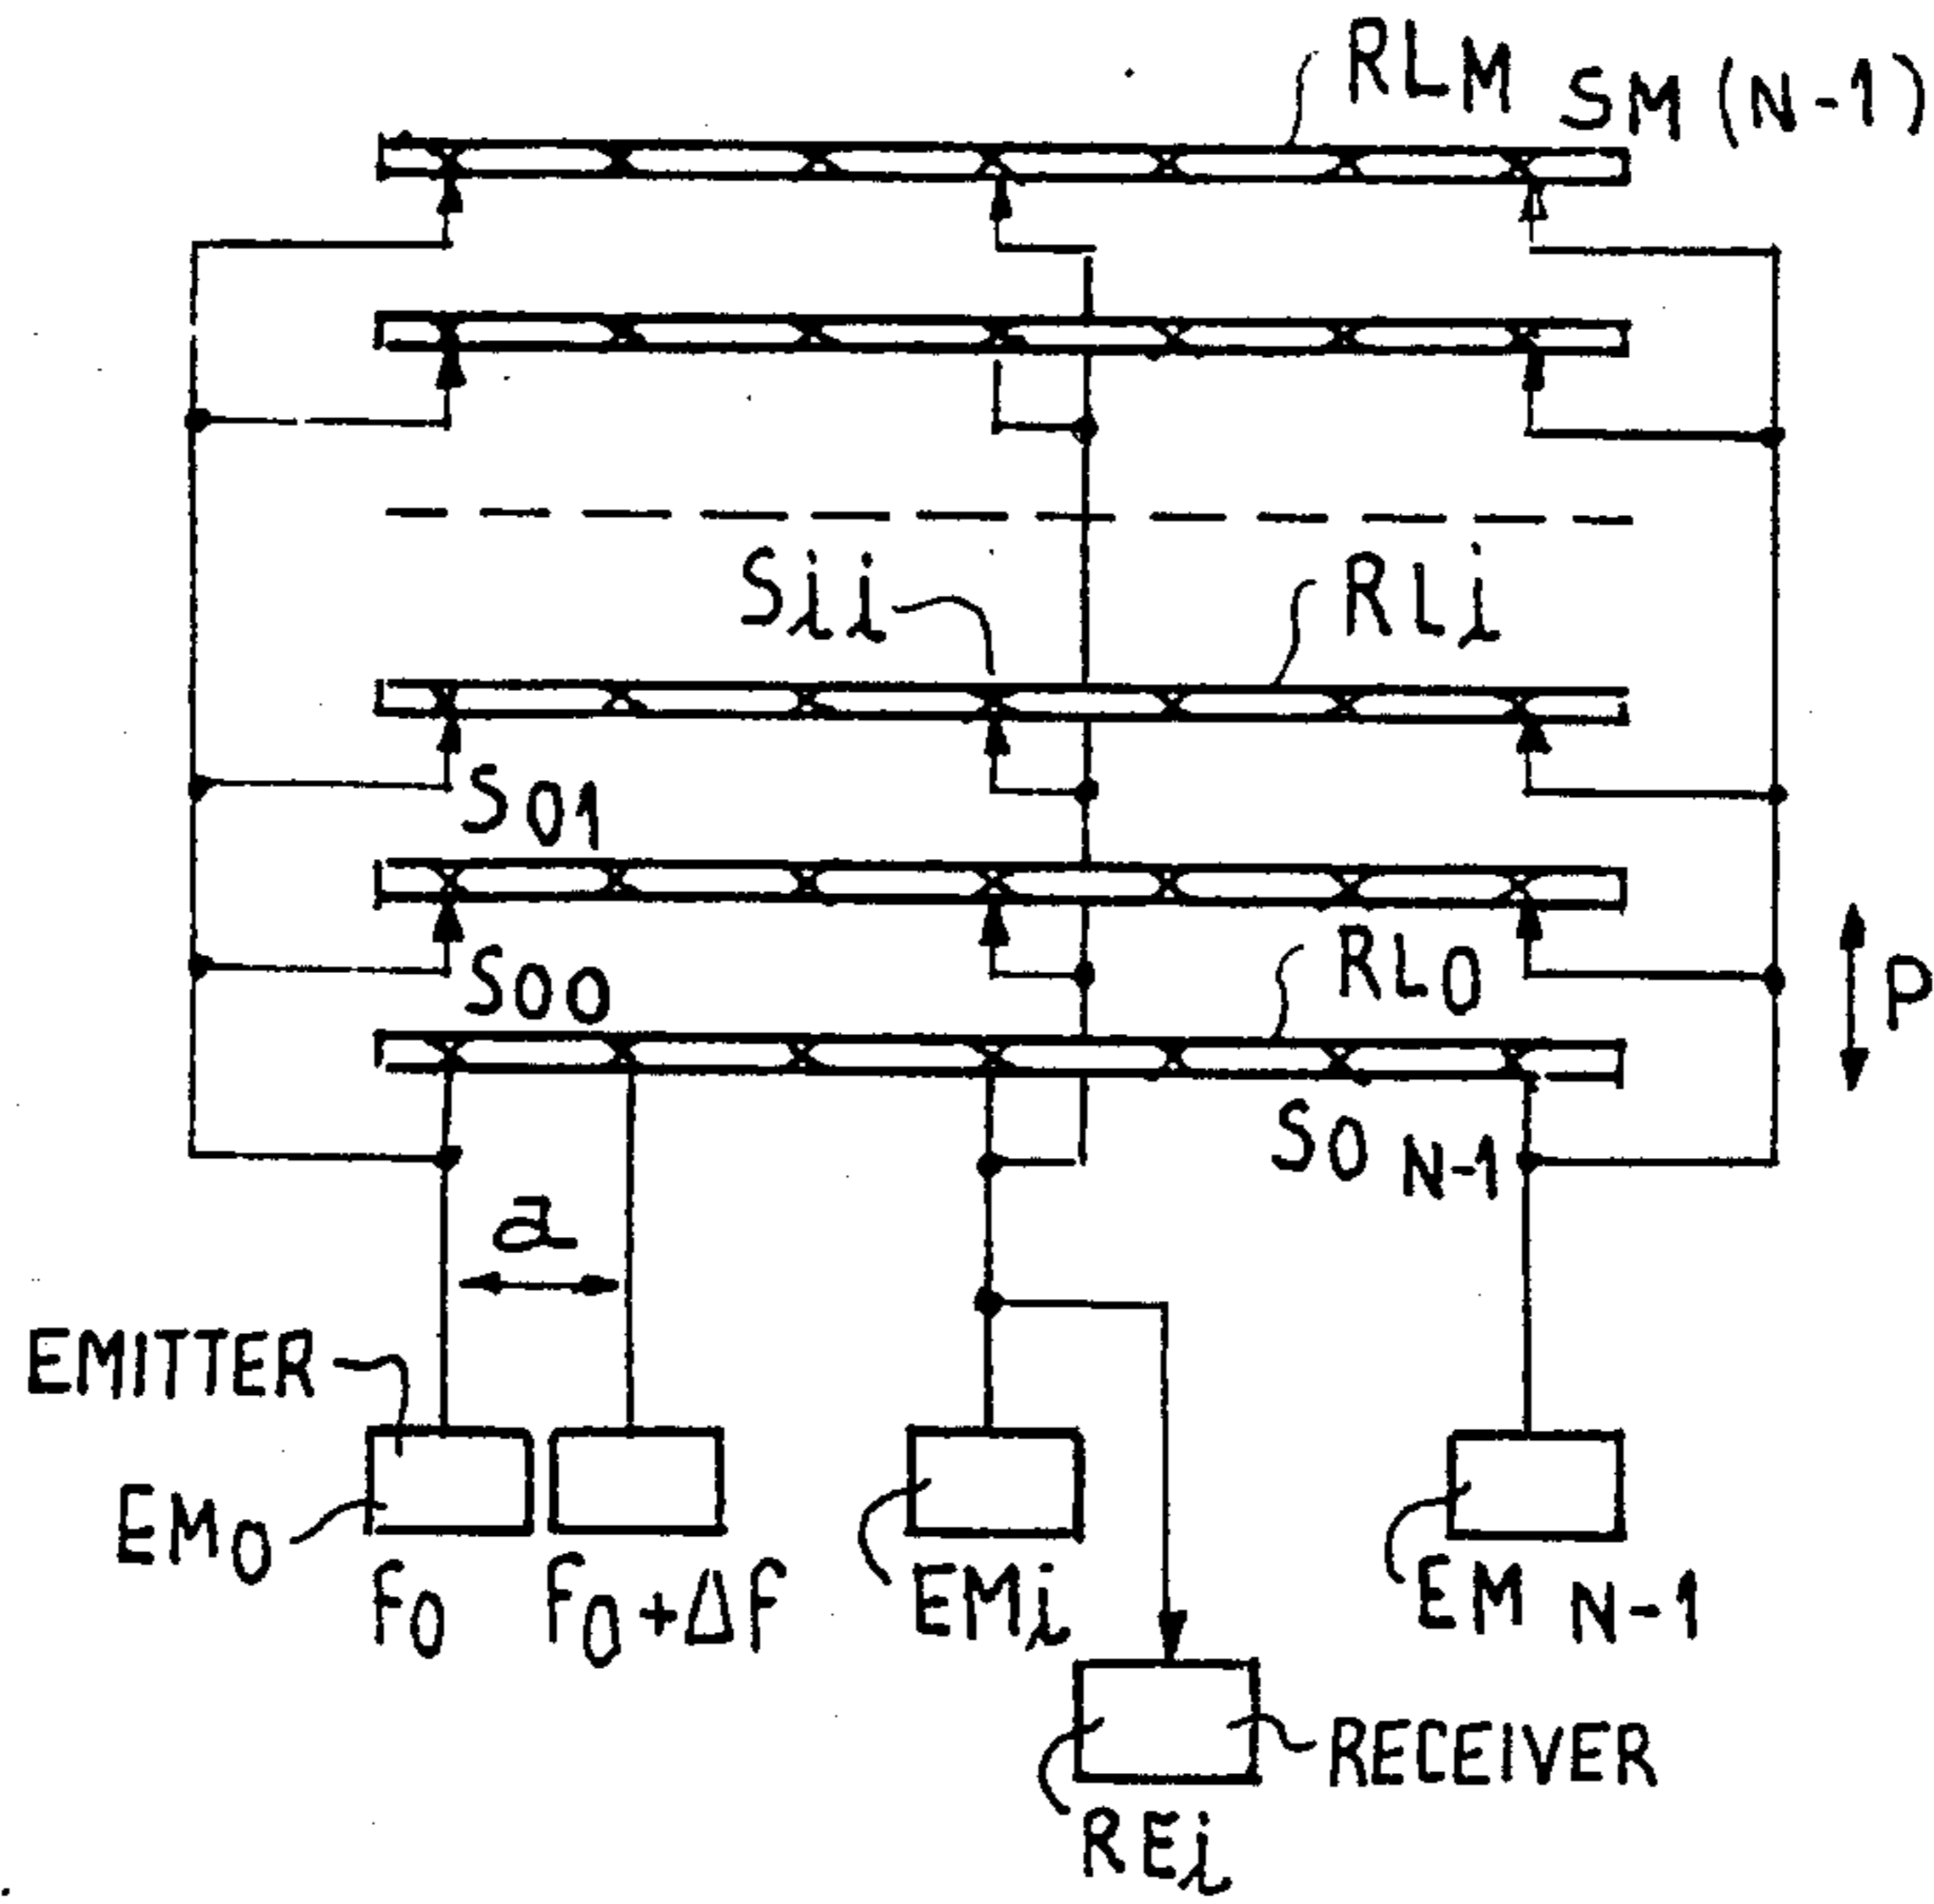 RLM
SM (N-1)
Sii
RLi
S01
S00
RL0
P
S0 N-1
a
EMITTER
EM0
F0
F0+ΔF
EMi
EM N-1
RECEIVER
REi